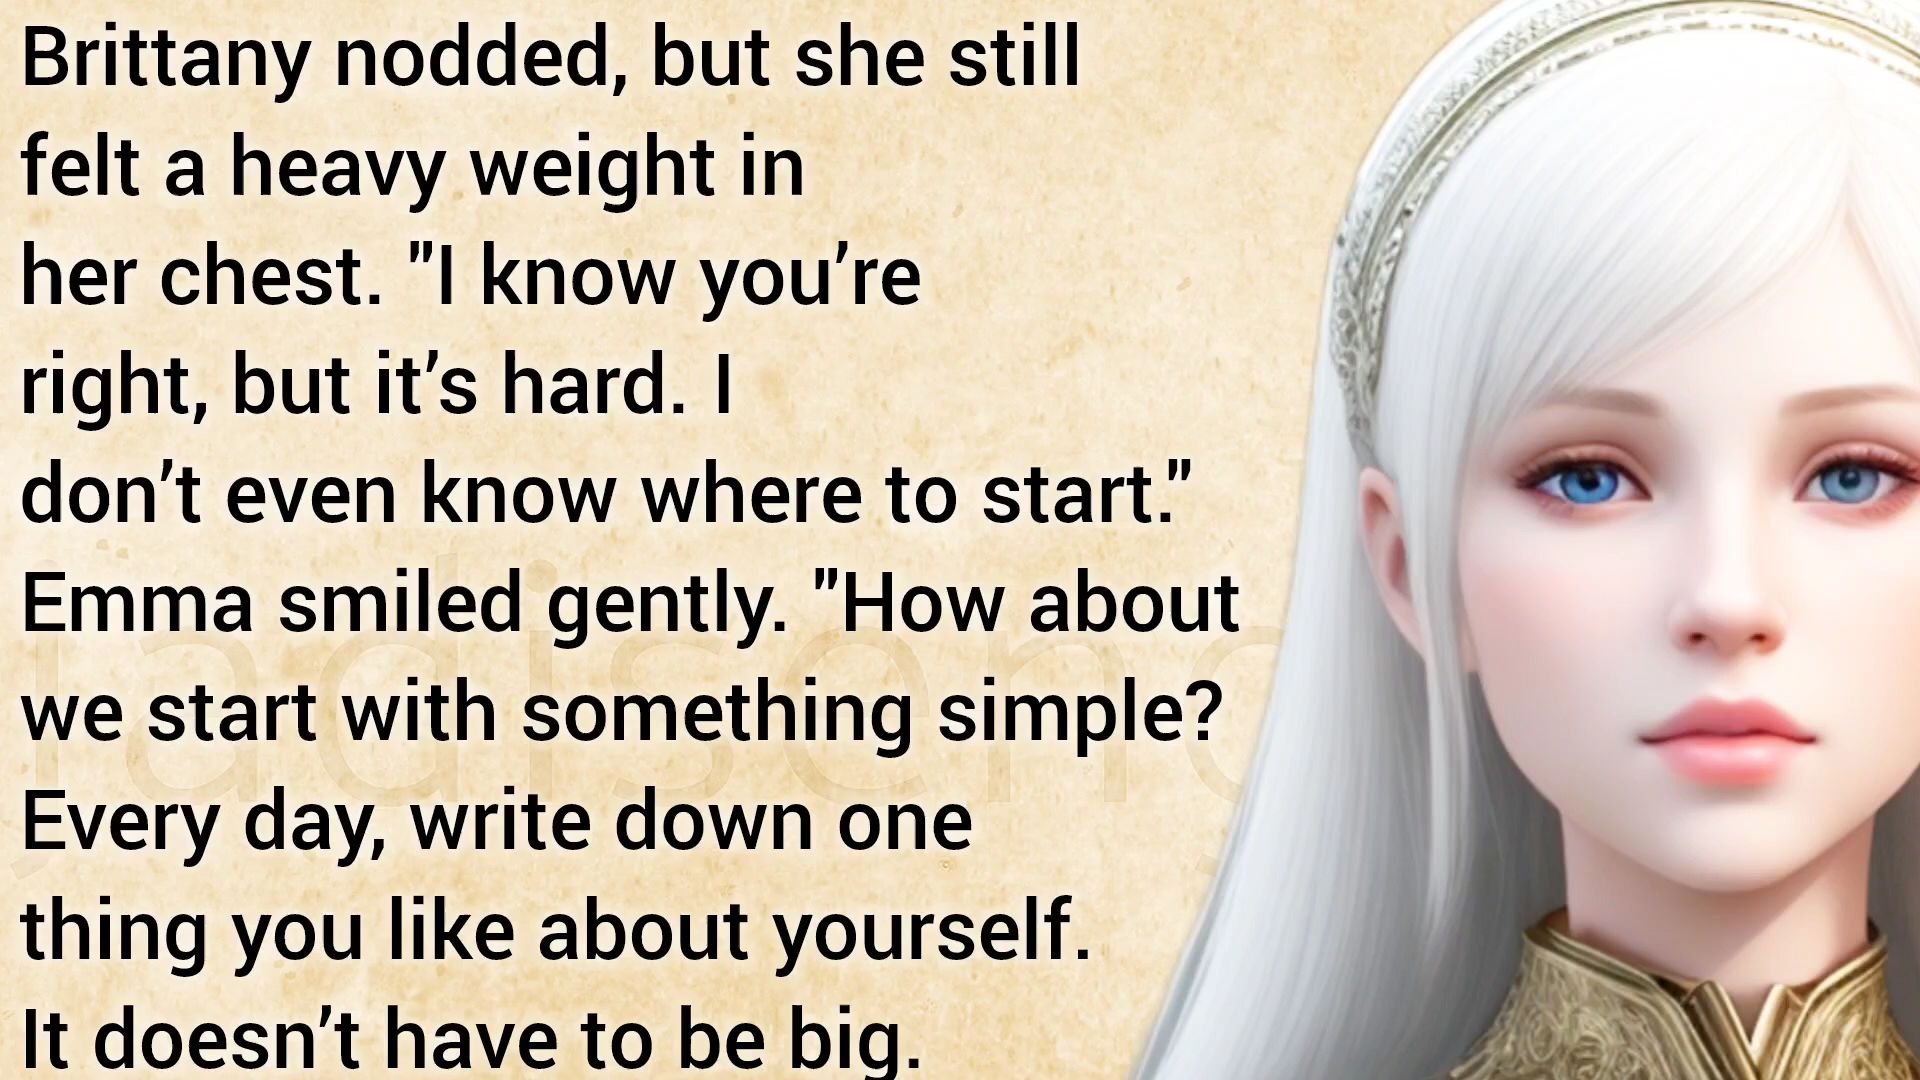 Brittany nodded, but she still
felt a heavy weight in
her chest. "I know you’re
right, but it’s hard. I
don’t even know where to start."
Emma smiled gently. "How about
we start with something simple?
Every day, write down one
thing you like about yourself.
It doesn’t have to be big.